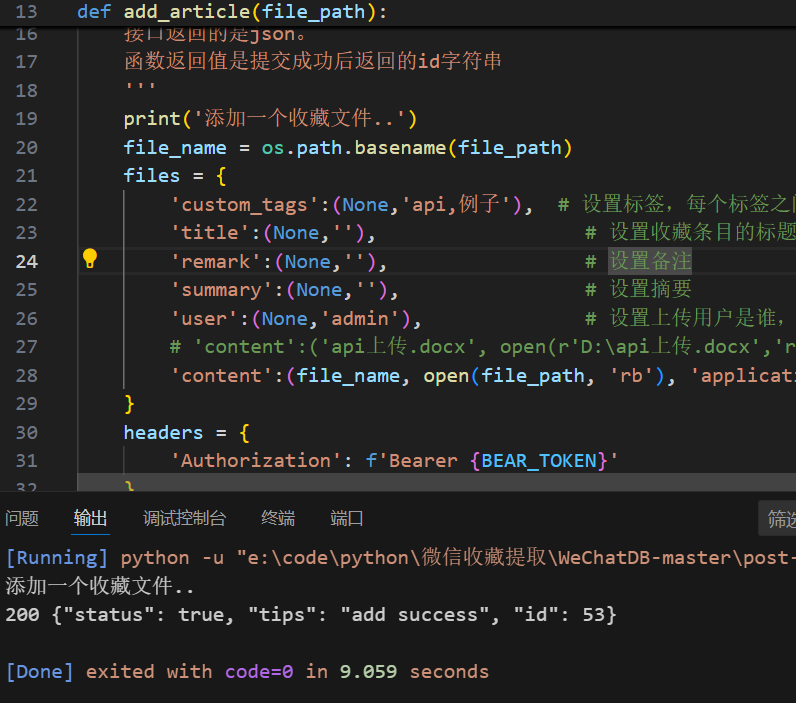 13 def add_article(file_path):
16 接口返回的是json。
17 函数返回值是提交成功后返回的id字符串
18 '''
19 print('添加一个收藏文件..')
20 file_name = os.path.basename(file_path)
21 files = {
22 'custom_tags':(None,'api,例子'), # 设置标签，每个标签之
23 'title':(None,''), # 设置收藏条目的标题
24 'remark':(None,''), # 设置备注
25 'summary':(None,''), # 设置摘要
26 'user':(None,'admin'), # 设置上传用户是谁，
27 # 'content':('api上传.docx', open(r'D:\api上传.docx','r
28 'content':(file_name, open(file_path, 'rb'), 'applicat
29 }
30 headers = {
31 'Authorization': f'Bearer {BEAR_TOKEN}'
32 }
问题 输出 调试控制台 终端 端口 筛选
[Running] python -u "e:\code\python\微信收藏提取\WeChatDB-master\post-
添加一个收藏文件..
200 {"status": true, "tips": "add success", "id": 53}
[Done] exited with code=0 in 9.059 seconds